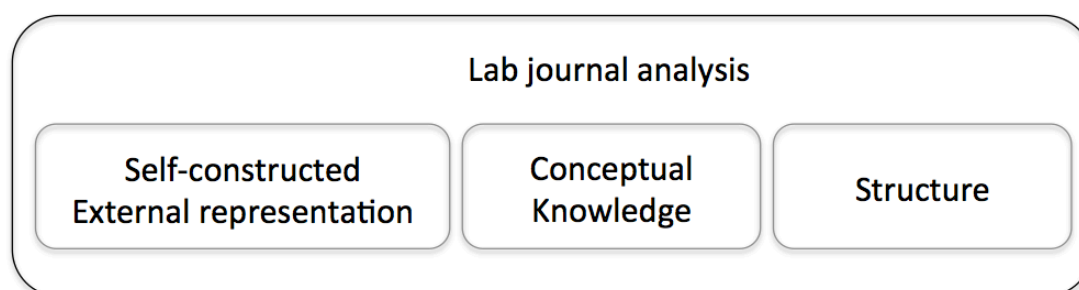 Lab journal analysis
Self-constructed
External representation
Conceptual
Knowledge
Structure